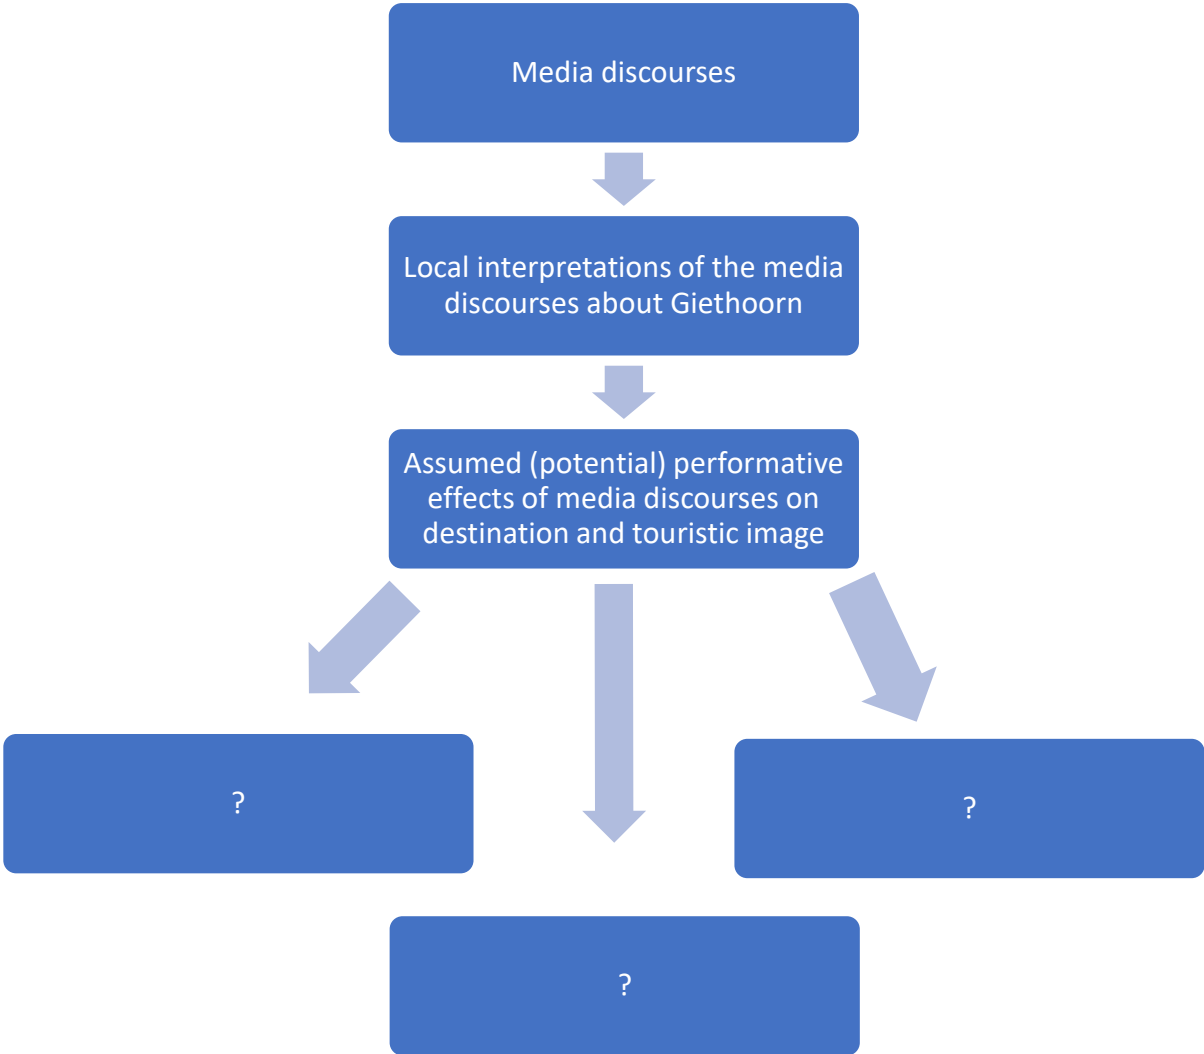 Media discourses
Local interpretations of the media
discourses about Giethoorn
Assumed (potential) performative
effects of media discourses on
destination and touristic image
?
?
?